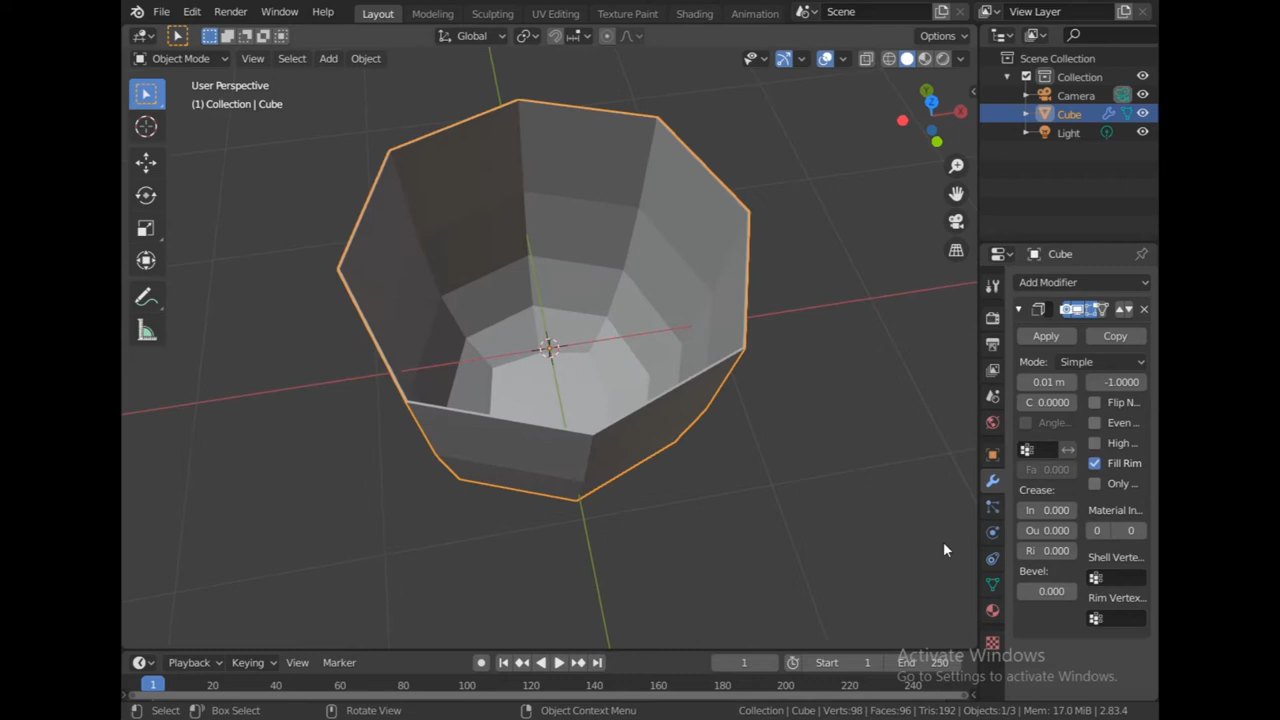 File Edit Render Window Help Layout Modeling Sculpting UV Editing Texture Paint Shading Animation Scene View Layer
Global Options
Object Mode View Select Add Object
Scene Collection
Collection
Camera
Cube
Light
User Perspective
(1) Collection | Cube
X
Y
Z
Cube
Add Modifier
Apply Copy
Mode: Simple
0.01 m -1.0000
C 0.0000 Flip N...
Angle... Even ...
High ...
Fa 0.000 Fill Rim
Only ...
Crease:
In 0.000 Material In...
Ou 0.000 0 0
Ri 0.000
Shell Verte...
Bevel:
0.000
Rim Vertex...
Playback Keying View Marker 1 Start 1 End 250
1 20 40 60 80 100 120 140 160 180 200 220 240
Activate Windows
Go to Settings to activate Windows.
Select Box Select Rotate View Object Context Menu Collection | Cube | Verts:98 | Faces:96 | Tris:192 | Objects:1/3 | Mem: 17.0 MiB | 2.83.4